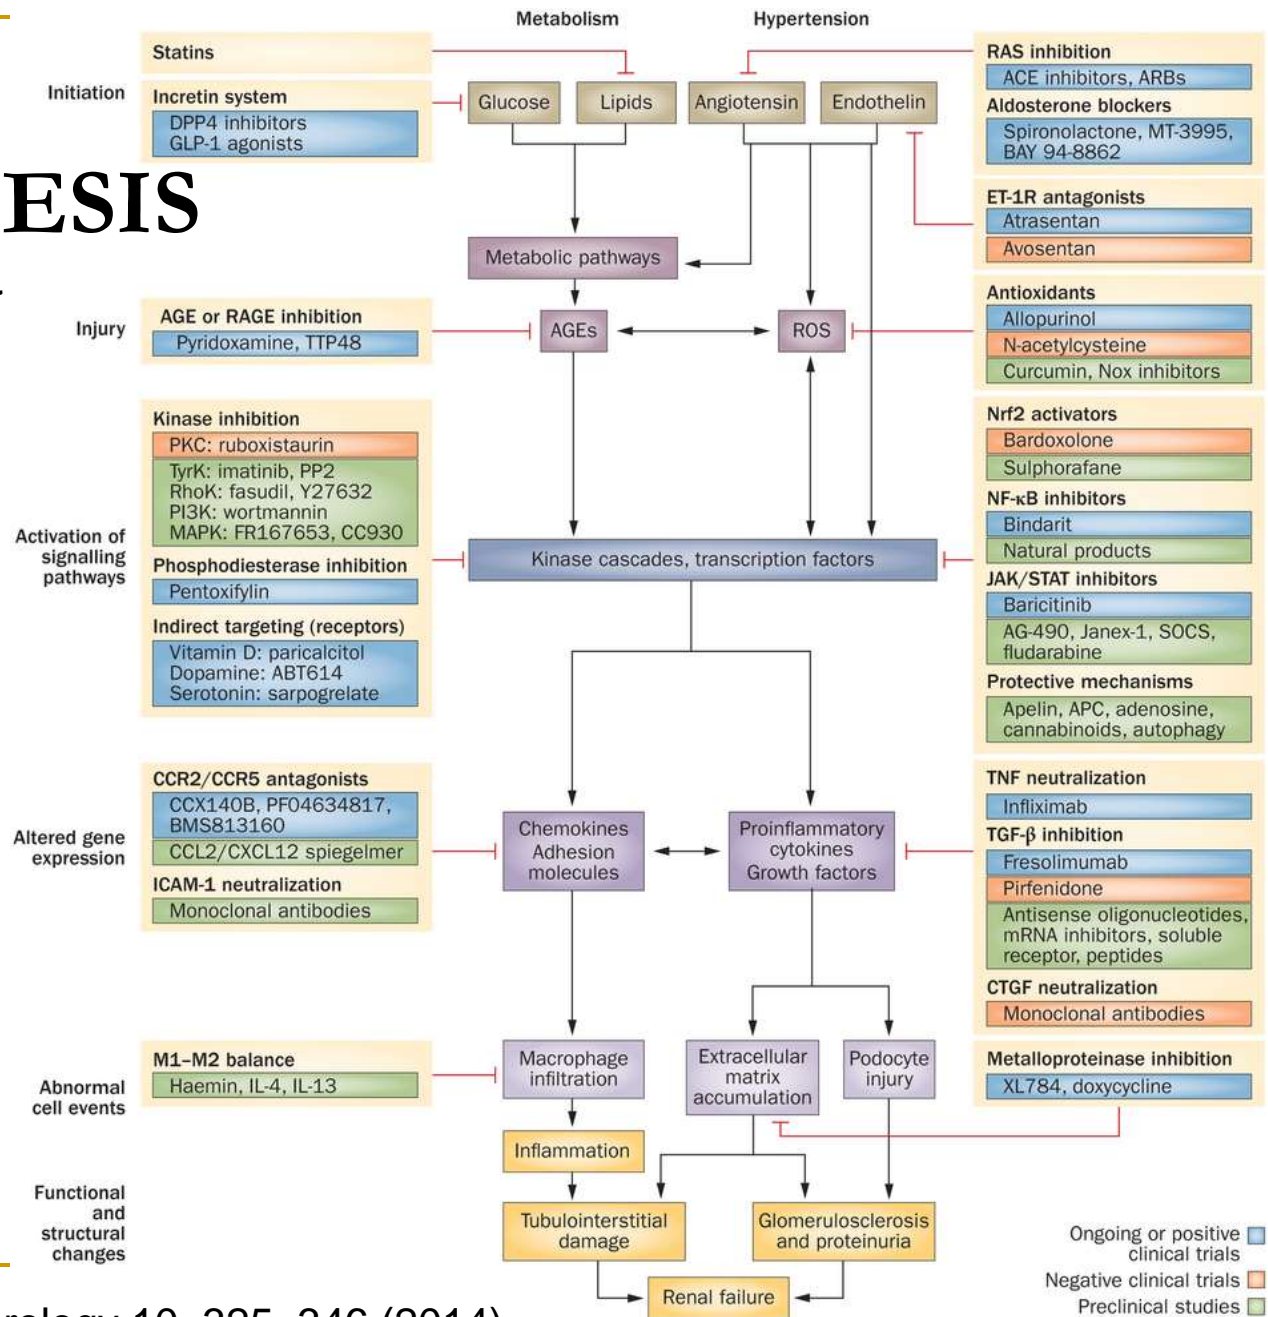 Metabolism
Hypertension
Initiation
Statins
Incretin system
DPP4 inhibitors
GLP-1 agonists
Glucose
Lipids
Angiotensin
Endothelin
RAS inhibition
ACE inhibitors, ARBs
Aldosterone blockers
Spironolactone, MT-3995,
BAY 94-8862
ESIS
ET-1R antagonists
Atrasentan
Avosentan
Metabolic pathways
Injury
AGE or RAGE inhibition
Pyridoxamine, TTP48
AGEs
ROS
Antioxidants
Allopurinol
N-acetylcysteine
Curcumin, Nox inhibitors
Activation of
signalling
pathways
Kinase inhibition
PKC: ruboxistaurin
TyrK: imatinib, PP2
RhoK: fasudil, Y27632
PI3K: wortmannin
MAPK: FR167653, CC930
Phosphodiesterase inhibition
Pentoxifylin
Indirect targeting (receptors)
Vitamin D: paricalcitol
Dopamine: ABT614
Serotonin: sarpogrelate
Kinase cascades, transcription factors
Nrf2 activators
Bardoxolone
Sulphorafane
NF-κB inhibitors
Bindarit
Natural products
JAK/STAT inhibitors
Baricitinib
AG-490, Janex-1, SOCS,
fludarabine
Protective mechanisms
Apelin, APC, adenosine,
cannabinoids, autophagy
Altered gene
expression
CCR2/CCR5 antagonists
CCX140B, PF04634817,
BMS813160
CCL2/CXCL12 spiegelmer
ICAM-1 neutralization
Monoclonal antibodies
Chemokines
Adhesion
molecules
Proinflammatory
cytokines
Growth factors
TNF neutralization
Infliximab
TGF-β inhibition
Fresolimumab
Pirfenidone
Antisense oligonucleotides,
mRNA inhibitors, soluble
receptor, peptides
CTGF neutralization
Monoclonal antibodies
Abnormal
cell events
M1–M2 balance
Haemin, IL-4, IL-13
Macrophage
infiltration
Extracellular
matrix
accumulation
Podocyte
injury
Metalloproteinase inhibition
XL784, doxycycline
Inflammation
Functional
and
structural
changes
Tubulointerstitial
damage
Glomerulosclerosis
and proteinuria
Renal failure
Ongoing or positive
clinical trials
Negative clinical trials
Preclinical studies